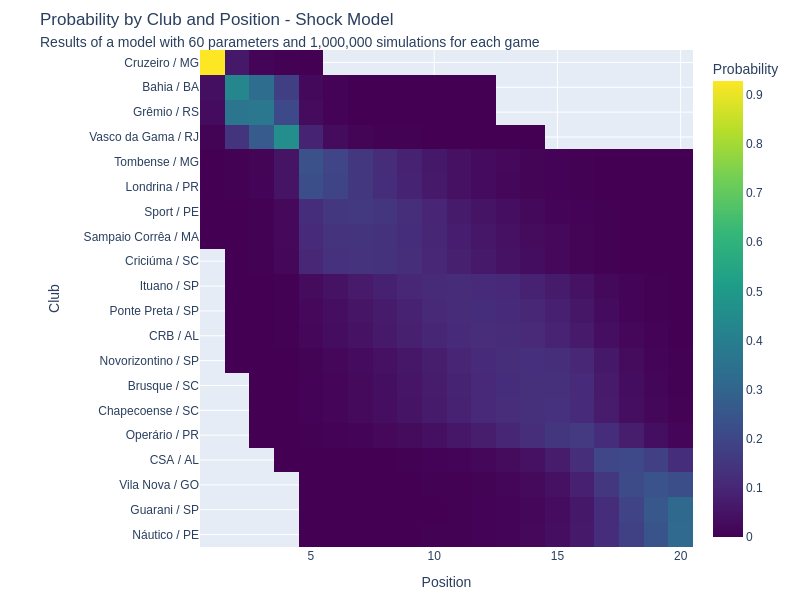 Probability by Club and Position - Shock Model
Results of a model with 60 parameters and 1,000,000 simulations for each game
Cruzeiro / MG
Bahia / BA
Grêmio / RS
Vasco da Gama / RJ
Tombense / MG
Londrina / PR
Sport / PE
Sampaio Corrêa / MA
Criciúma / SC
Ituano / SP
Ponte Preta / SP
CRB / AL
Novorizontino / SP
Brusque / SC
Chapecoense / SC
Operário / PR
CSA / AL
Vila Nova / GO
Guarani / SP
Náutico / PE
Club
5
10
15
20
Position
Probability
0.9
0.8
0.7
0.6
0.5
0.4
0.3
0.2
0.1
0